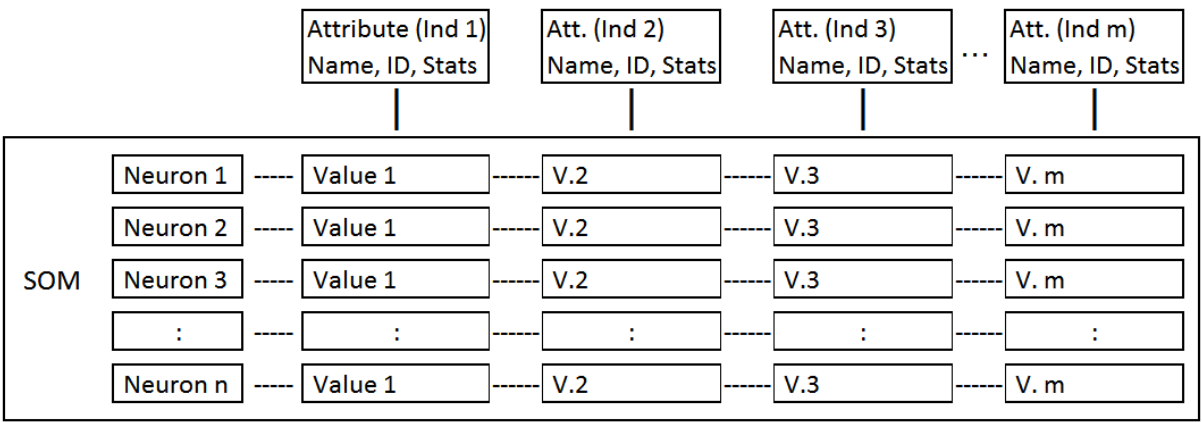 Attribute (Ind 1) Att. (Ind 2) Att. (Ind 3) ... Att. (Ind m)
Name, ID, Stats Name, ID, Stats Name, ID, Stats Name, ID, Stats
Neuron 1 ----- Value 1 ------ V.2 ------ V.3 ------ V. m
Neuron 2 ----- Value 1 ------ V.2 ------ V.3 ------ V. m
SOM Neuron 3 ----- Value 1 ------ V.2 ------ V.3 ------ V. m
: ----- : ------ : ------ : ------ :
Neuron n ----- Value 1 ------ V.2 ------ V.3 ------ V. m